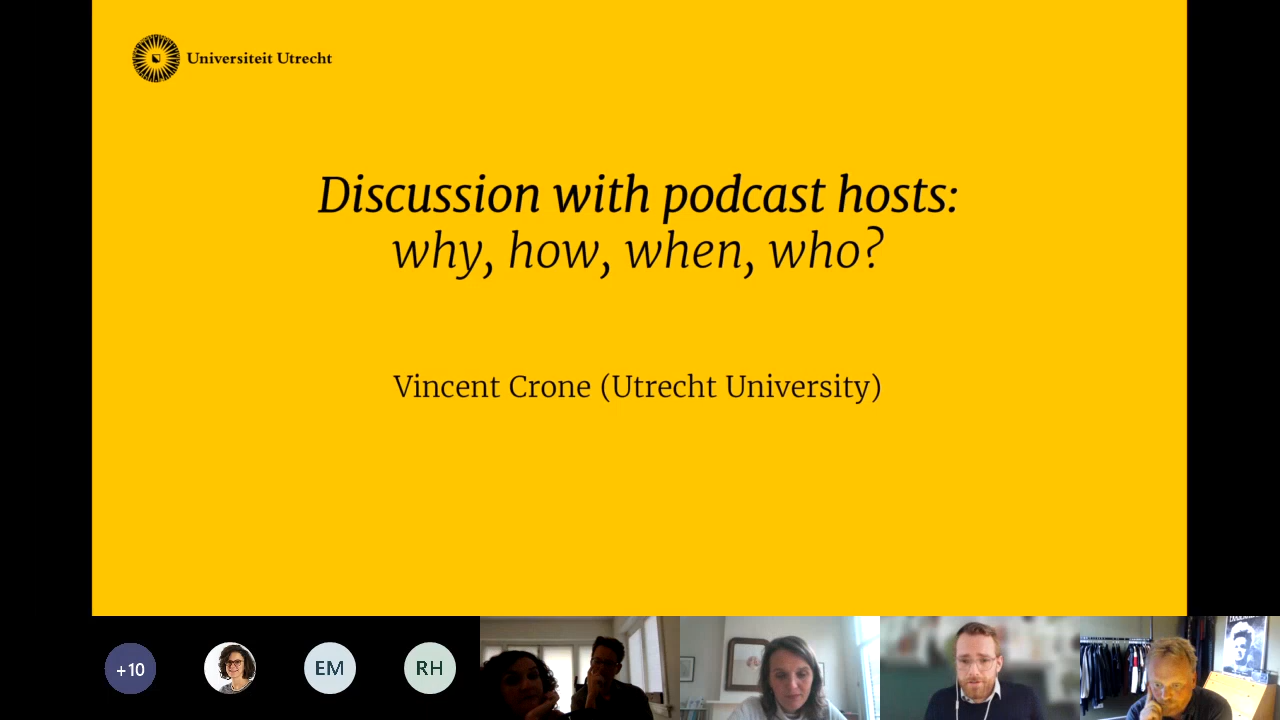 Universiteit Utrecht
Discussion with podcast hosts:
why, how, when, who?
Vincent Crone (Utrecht University)
+10
EM
RH